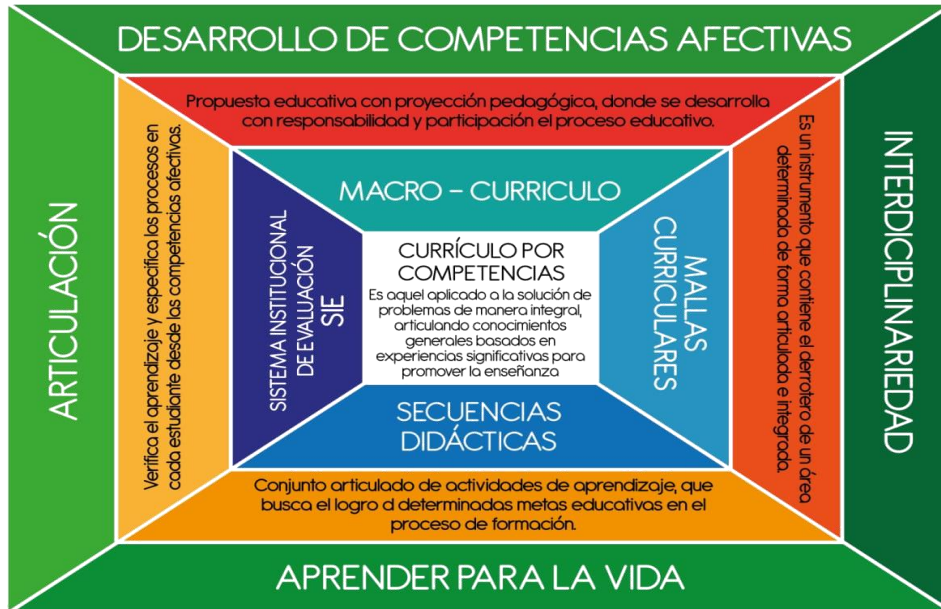 DESARROLLO DE COMPETENCIAS AFECTIVAS
Propuesta educativa con proyección pedagógica, donde se desarrolla
con responsabilidad y participación el proceso educativo.
MACRO - CURRICULO
ARTICULACIÓN
Verifica el aprendizaje y especifica los procesos en
cada estudiante desde las competencias afectivas.
SISTEMA INSTITUCIONAL
DE EVALUACIÓN
SIE
CURRÍCULO POR
COMPETENCIAS
Es aquel aplicado a la solución de
problemas de manera integral,
articulando conocimientos
generales basados en
experiencias significativas para
promover la enseñanza
MALLAS
CURRICULARES
Es un instrumento que contiene el derrotero de un área
determinado de forma articulada e integrada.
INTERDICIPLINARIEDAD
SECUENCIAS
DIDÁCTICAS
Conjunto articulado de actividades de aprendizaje, que
busca el logro d determinadas metas educativas en el
proceso de formación.
APRENDER PARA LA VIDA